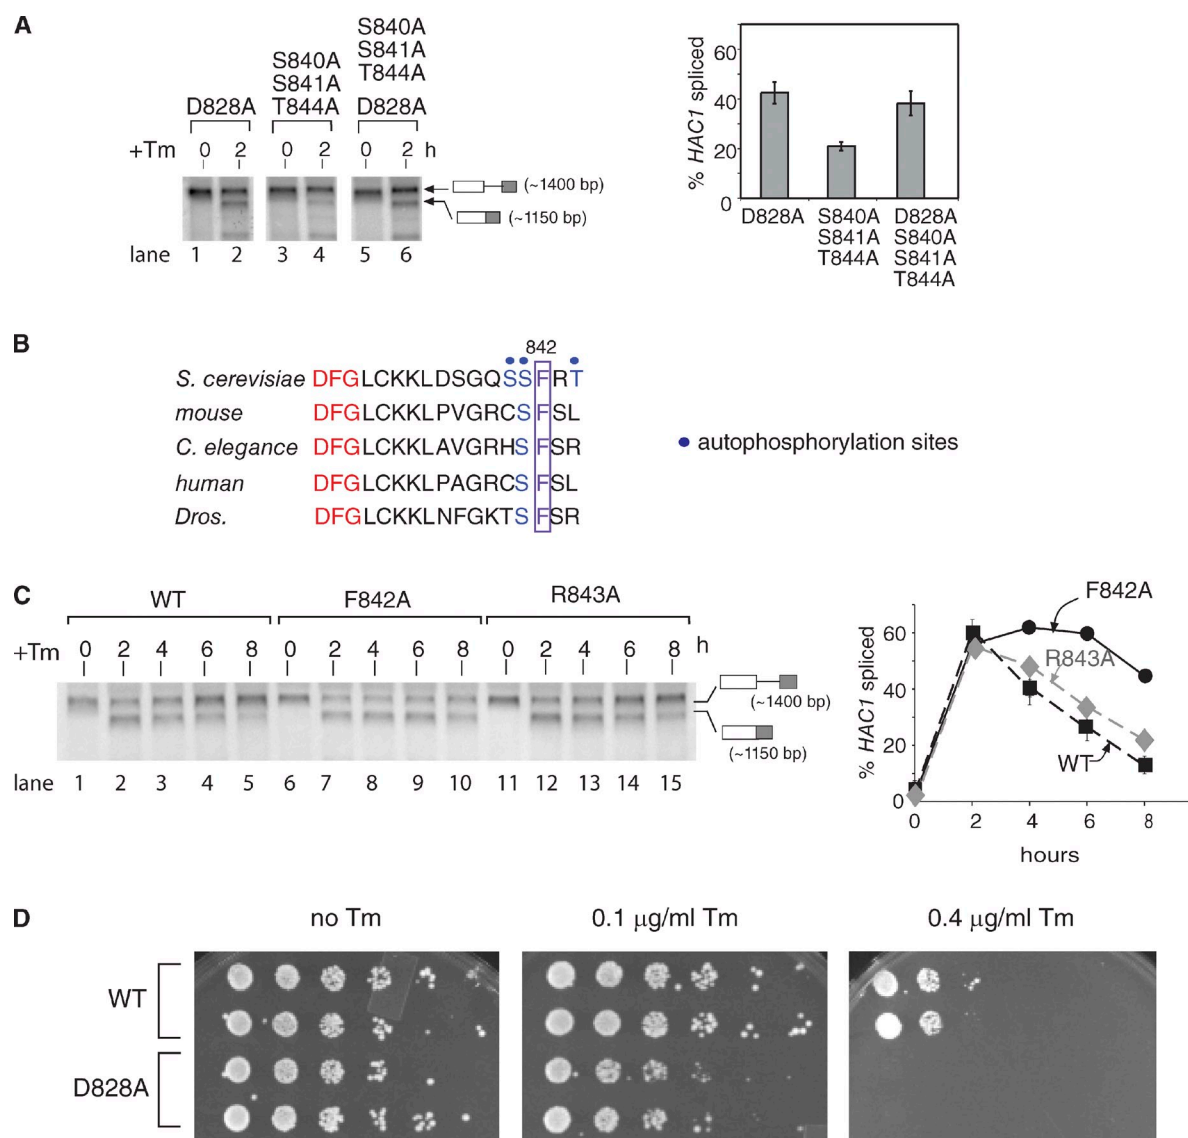 A
S840A
S841A
T844A
S840A
S841A
T844A
D828A
D828A
+Tm 0 2 0 2 0 2 h
(~1400 bp)
(~1150 bp)
lane 1 2 3 4 5 6
% HAC1 spliced
60
40
20
0
D828A
S840A
S841A
T844A
D828A
S840A
S841A
T844A
B
842
S. cerevisiae DFGLCKKLDSGQSSFRT
mouse DFGLCKKLPVGRCSFSL
C. elegance DFGLCKKLAVGRHSFSR
human DFGLCKKLPAGRCSFSL
Dros. DFGLCKKLNFGKTSFSR
autophosphorylation sites
C
WT F842A R843A
+Tm 0 2 4 6 8 0 2 4 6 8 0 2 4 6 8 h
(~1400 bp)
(~1150 bp)
lane 1 2 3 4 5 6 7 8 9 10 11 12 13 14 15
% HAC1 spliced
60
40
20
0
F842A
R843A
WT
0 2 4 6 8
hours
D
no Tm 0.1 µg/ml Tm 0.4 µg/ml Tm
WT
D828A